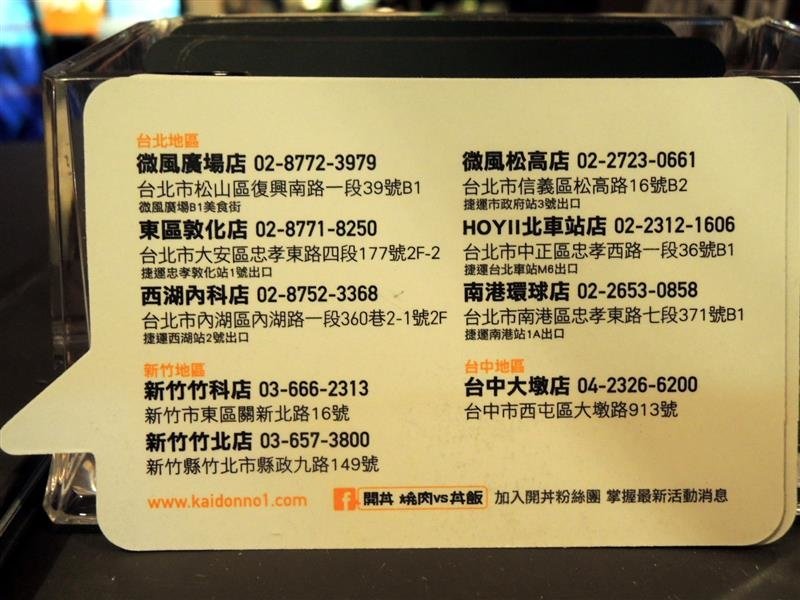 台北地區
微風廣場店 02-8772-3979
台北市松山區復興南路一段39號B1
微風廣場B1美食街
東區敦化店 02-8771-8250
台北市大安區忠孝東路四段177號2F-2
捷運忠孝敦化站1號出口
西湖內科店 02-8752-3368
台北市內湖區內湖路一段360巷2-1號2F
捷運西湖站2號出口
微風松高店 02-2723-0661
台北市信義區松高路16號B2
捷運市政府站3號出口
HOYII北車站店 02-2312-1606
台北市中正區忠孝西路一段36號B1
捷運台北車站M6出口
南港環球店 02-2653-0858
台北市南港區忠孝東路七段371號B1
捷運南港站1A出口
新竹地區
新竹竹科店 03-666-2313
新竹市東區關新北路16號
新竹竹北店 03-657-3800
新竹縣竹北市縣政九路149號
台中地區
台中大墩店 04-2326-6200
台中市西屯區大墩路913號
www.kaidonno1.com
f 開丼 燒肉vs丼飯 加入開丼粉絲團 掌握最新活動消息